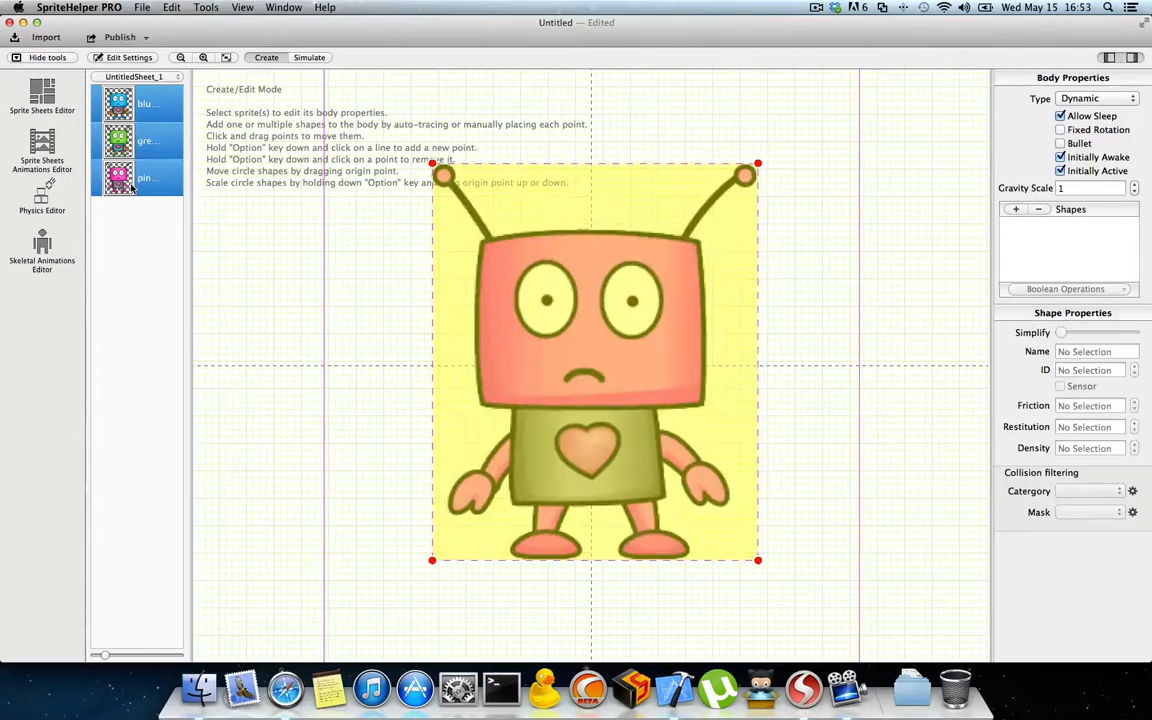 SpriteHelper PRO File Edit Tools View Window Help
6 Wed May 15 16:53
Untitled — Edited
Import Publish
Hide tools Edit Settings Create Simulate
UntitledSheet_1
Sprite Sheets Editor
Sprite Sheets
Animations Editor
Physics Editor
Skeletal Animations
Editor
blu...
gre...
pin...
Create/Edit Mode
Select sprite(s) to edit its body properties.
Add one or multiple shapes to the body by auto-tracing or manually placing each point.
Click and drag points to move them.
Hold "Option" key down and click on a line to add a new point.
Hold "Option" key down and click on a point to remove it.
Move circle shapes by dragging origin point.
Scale circle shapes by holding down "Option" key and origin point up or down.
Body Properties
Type Dynamic
Allow Sleep
Fixed Rotation
Bullet
Initially Awake
Initially Active
Gravity Scale 1
+ − Shapes
Boolean Operations
Shape Properties
Simplify
Name No Selection
ID No Selection
Sensor
Friction No Selection
Restitution No Selection
Density No Selection
Collision filtering
Catergory
Mask
BETA